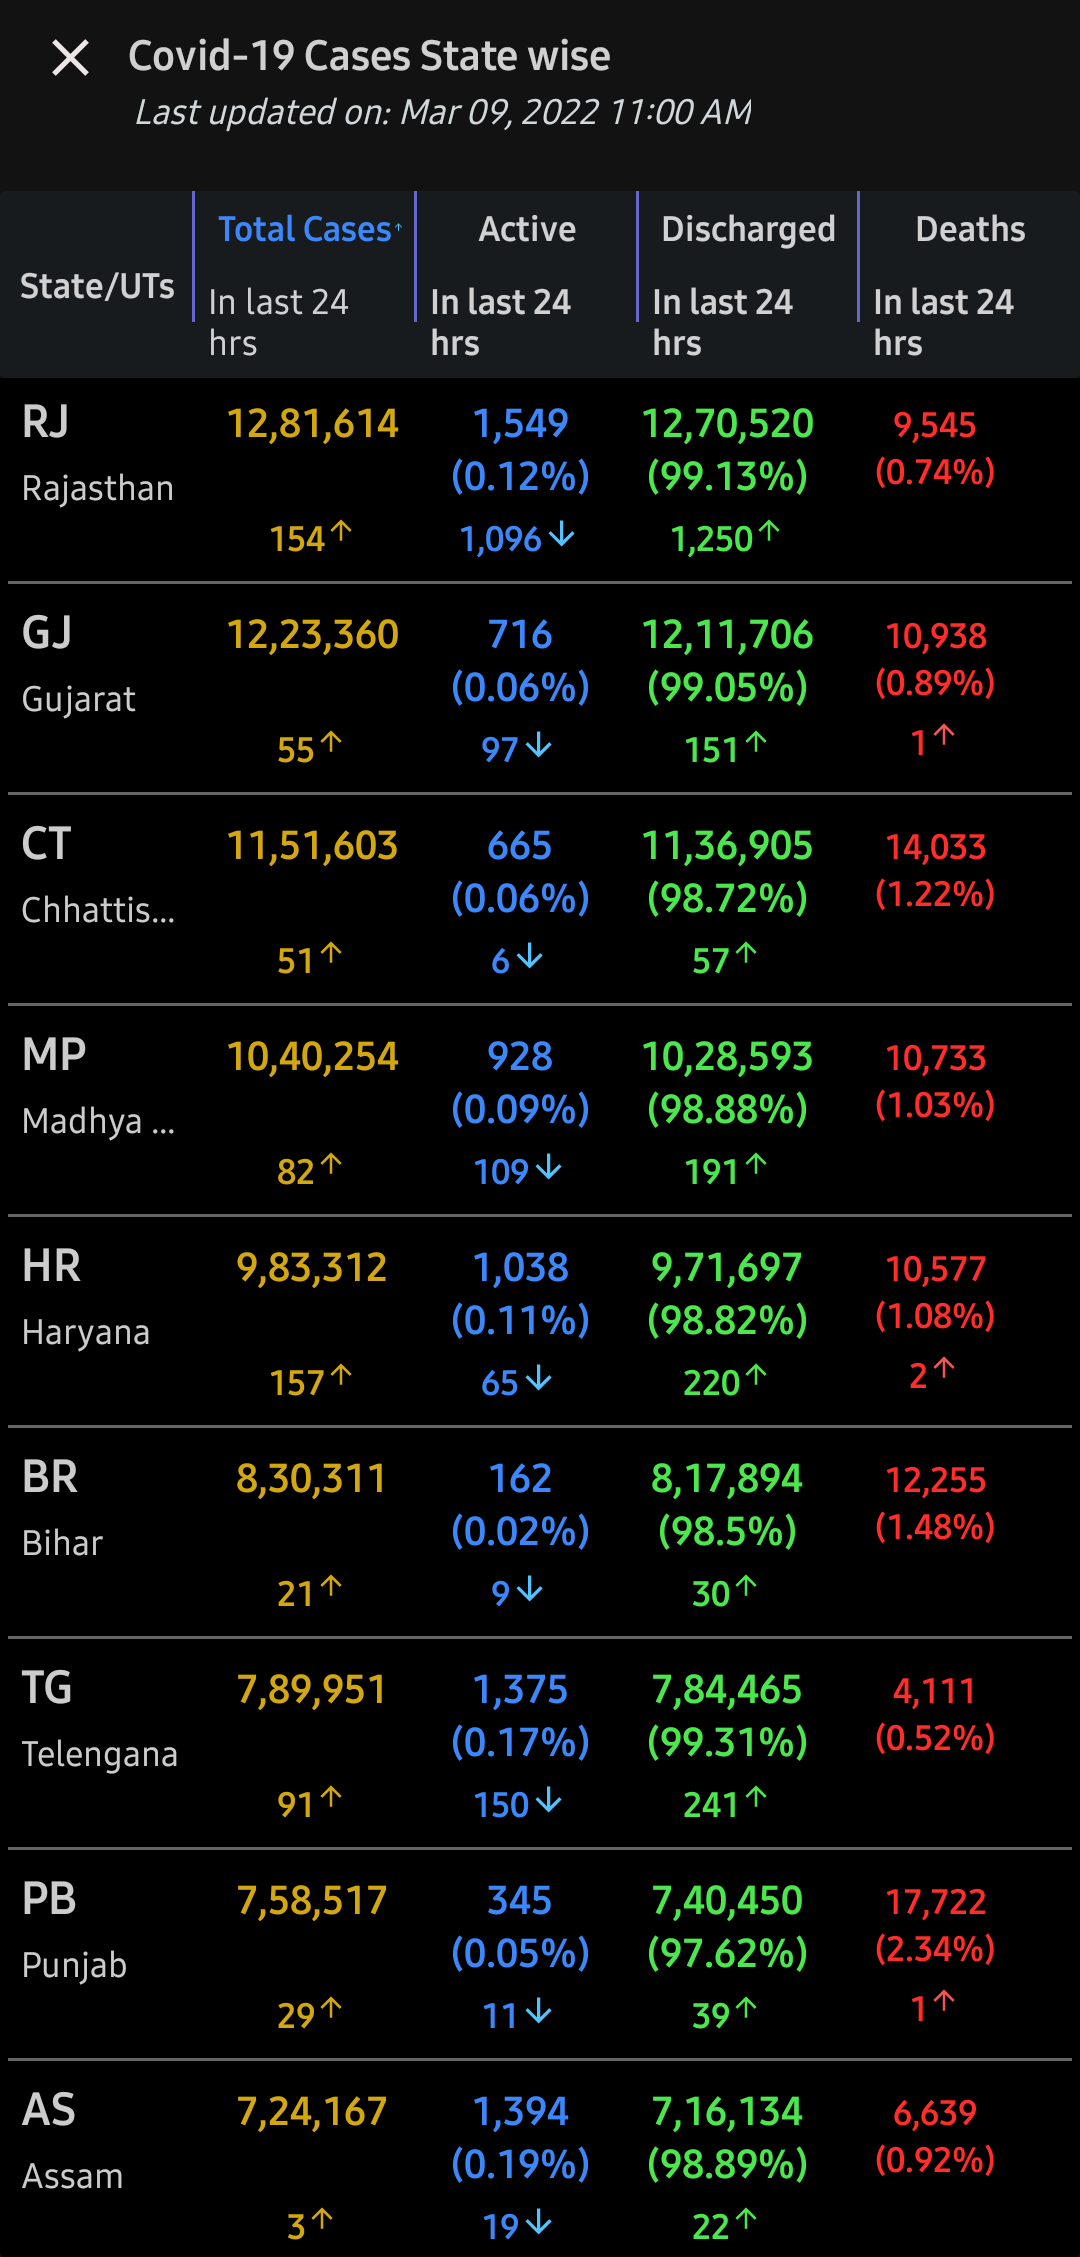 Covid-19 Cases State wise
Last updated on: Mar 09, 2022 11:00 AM
State/UTs
Total Cases↑ Active Discharged Deaths
In last 24 hrs In last 24 hrs In last 24 hrs In last 24 hrs
RJ 12,81,614 1,549 12,70,520 9,545
Rajasthan (0.12%) (99.13%) (0.74%)
154↑ 1,096↓ 1,250↑
GJ 12,23,360 716 12,11,706 10,938
Gujarat (0.06%) (99.05%) (0.89%)
55↑ 97↓ 151↑ 1↑
CT 11,51,603 665 11,36,905 14,033
Chhattis... (0.06%) (98.72%) (1.22%)
51↑ 6↓ 57↑
MP 10,40,254 928 10,28,593 10,733
Madhya ... (0.09%) (98.88%) (1.03%)
82↑ 109↓ 191↑
HR 9,83,312 1,038 9,71,697 10,577
Haryana (0.11%) (98.82%) (1.08%)
157↑ 65↓ 220↑ 2↑
BR 8,30,311 162 8,17,894 12,255
Bihar (0.02%) (98.5%) (1.48%)
21↑ 9↓ 30↑
TG 7,89,951 1,375 7,84,465 4,111
Telengana (0.17%) (99.31%) (0.52%)
91↑ 150↓ 241↑
PB 7,58,517 345 7,40,450 17,722
Punjab (0.05%) (97.62%) (2.34%)
29↑ 11↓ 39↑ 1↑
AS 7,24,167 1,394 7,16,134 6,639
Assam (0.19%) (98.89%) (0.92%)
3↑ 19↓ 22↑